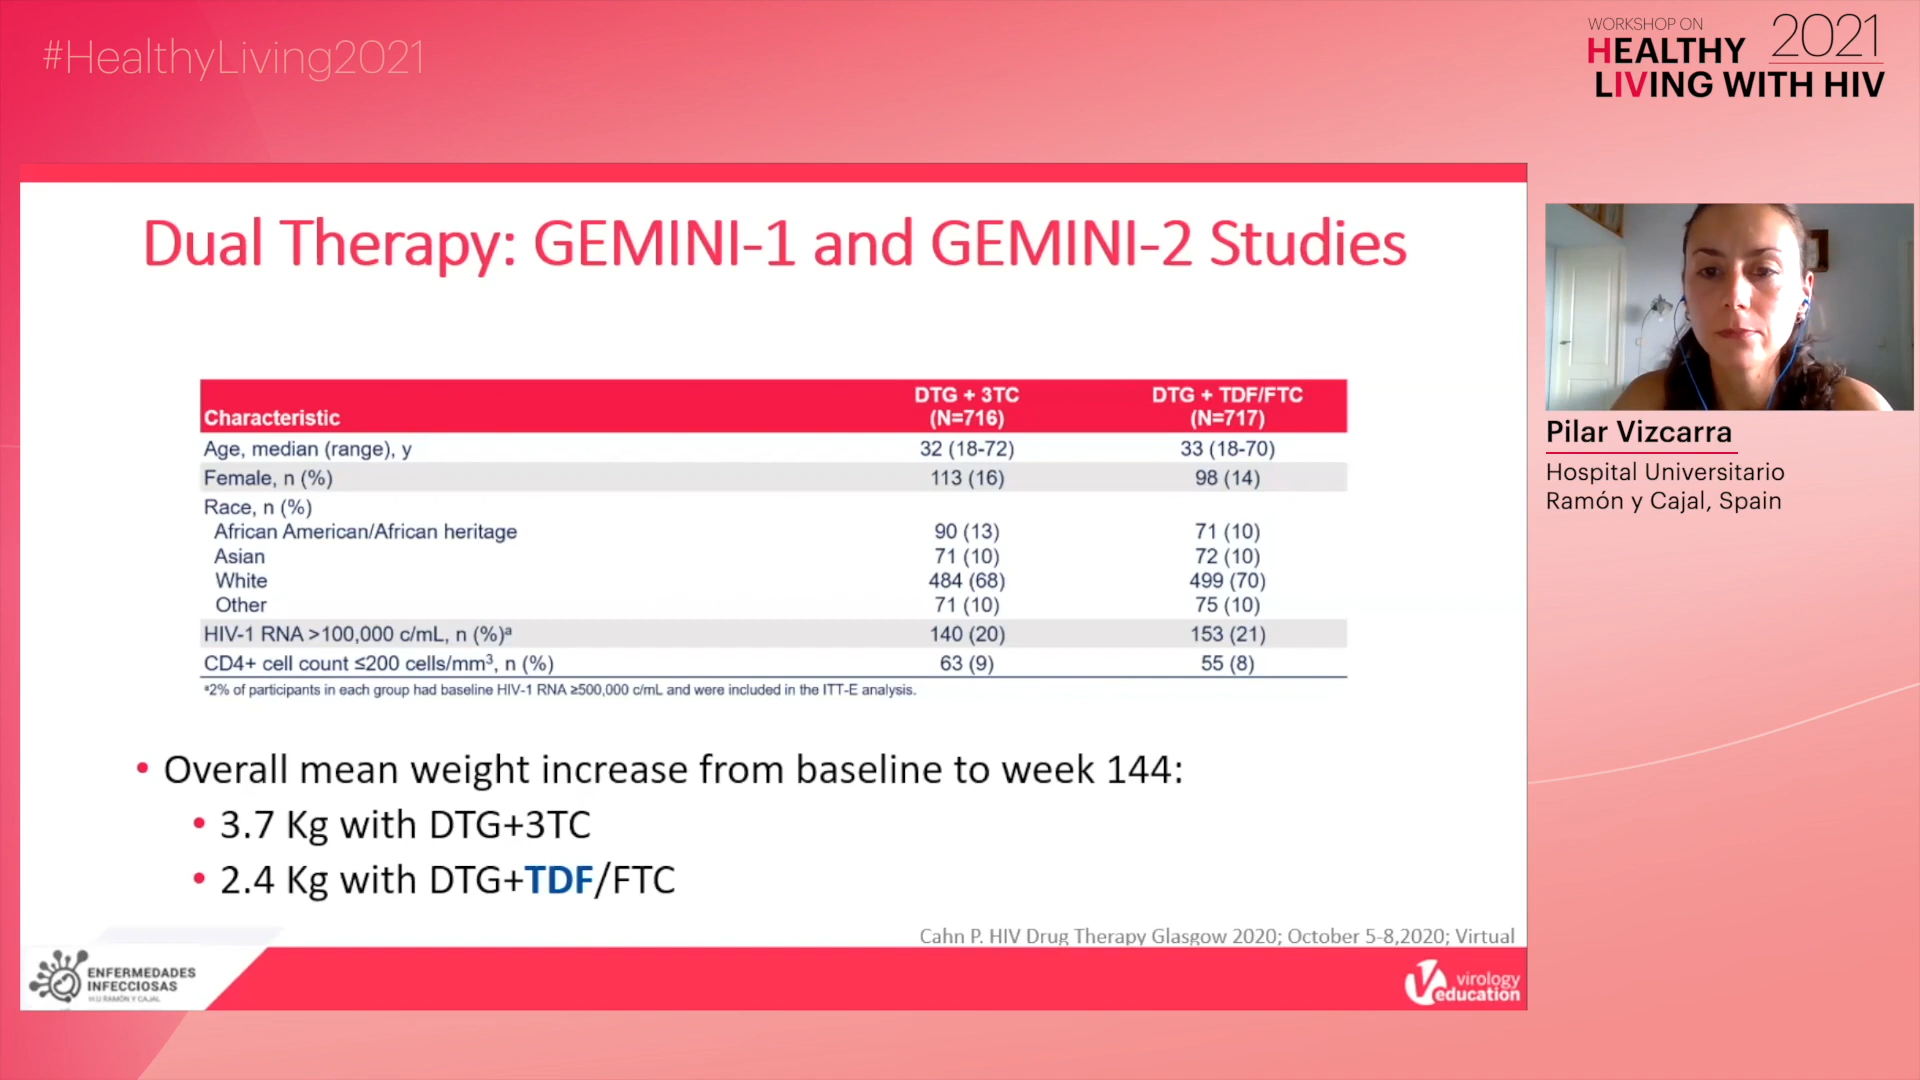 #HealthyLiving2021
WORKSHOP ON
HEALTHY 2021
LIVING WITH HIV
Dual Therapy: GEMINI-1 and GEMINI-2 Studies
Characteristic DTG + 3TC (N=716) DTG + TDF/FTC (N=717)
Age, median (range), y 32 (18-72) 33 (18-70)
Female, n (%) 113 (16) 98 (14)
Race, n (%)
African American/African heritage 90 (13) 71 (10)
Asian 71 (10) 72 (10)
White 484 (68) 499 (70)
Other 71 (10) 75 (10)
HIV-1 RNA >100,000 c/mL, n (%)ᵃ 140 (20) 153 (21)
CD4+ cell count ≤200 cells/mm³, n (%) 63 (9) 55 (8)
ᵃ2% of participants in each group had baseline HIV-1 RNA ≥500,000 c/mL and were included in the ITT-E analysis.
• Overall mean weight increase from baseline to week 144:
• 3.7 Kg with DTG+3TC
• 2.4 Kg with DTG+TDF/FTC
Cahn P. HIV Drug Therapy Glasgow 2020; October 5-8,2020; Virtual
ENFERMEDADES
INFECCIOSAS
H.U RAMÓN Y CAJAL
virology
education
Pilar Vizcarra
Hospital Universitario
Ramón y Cajal, Spain